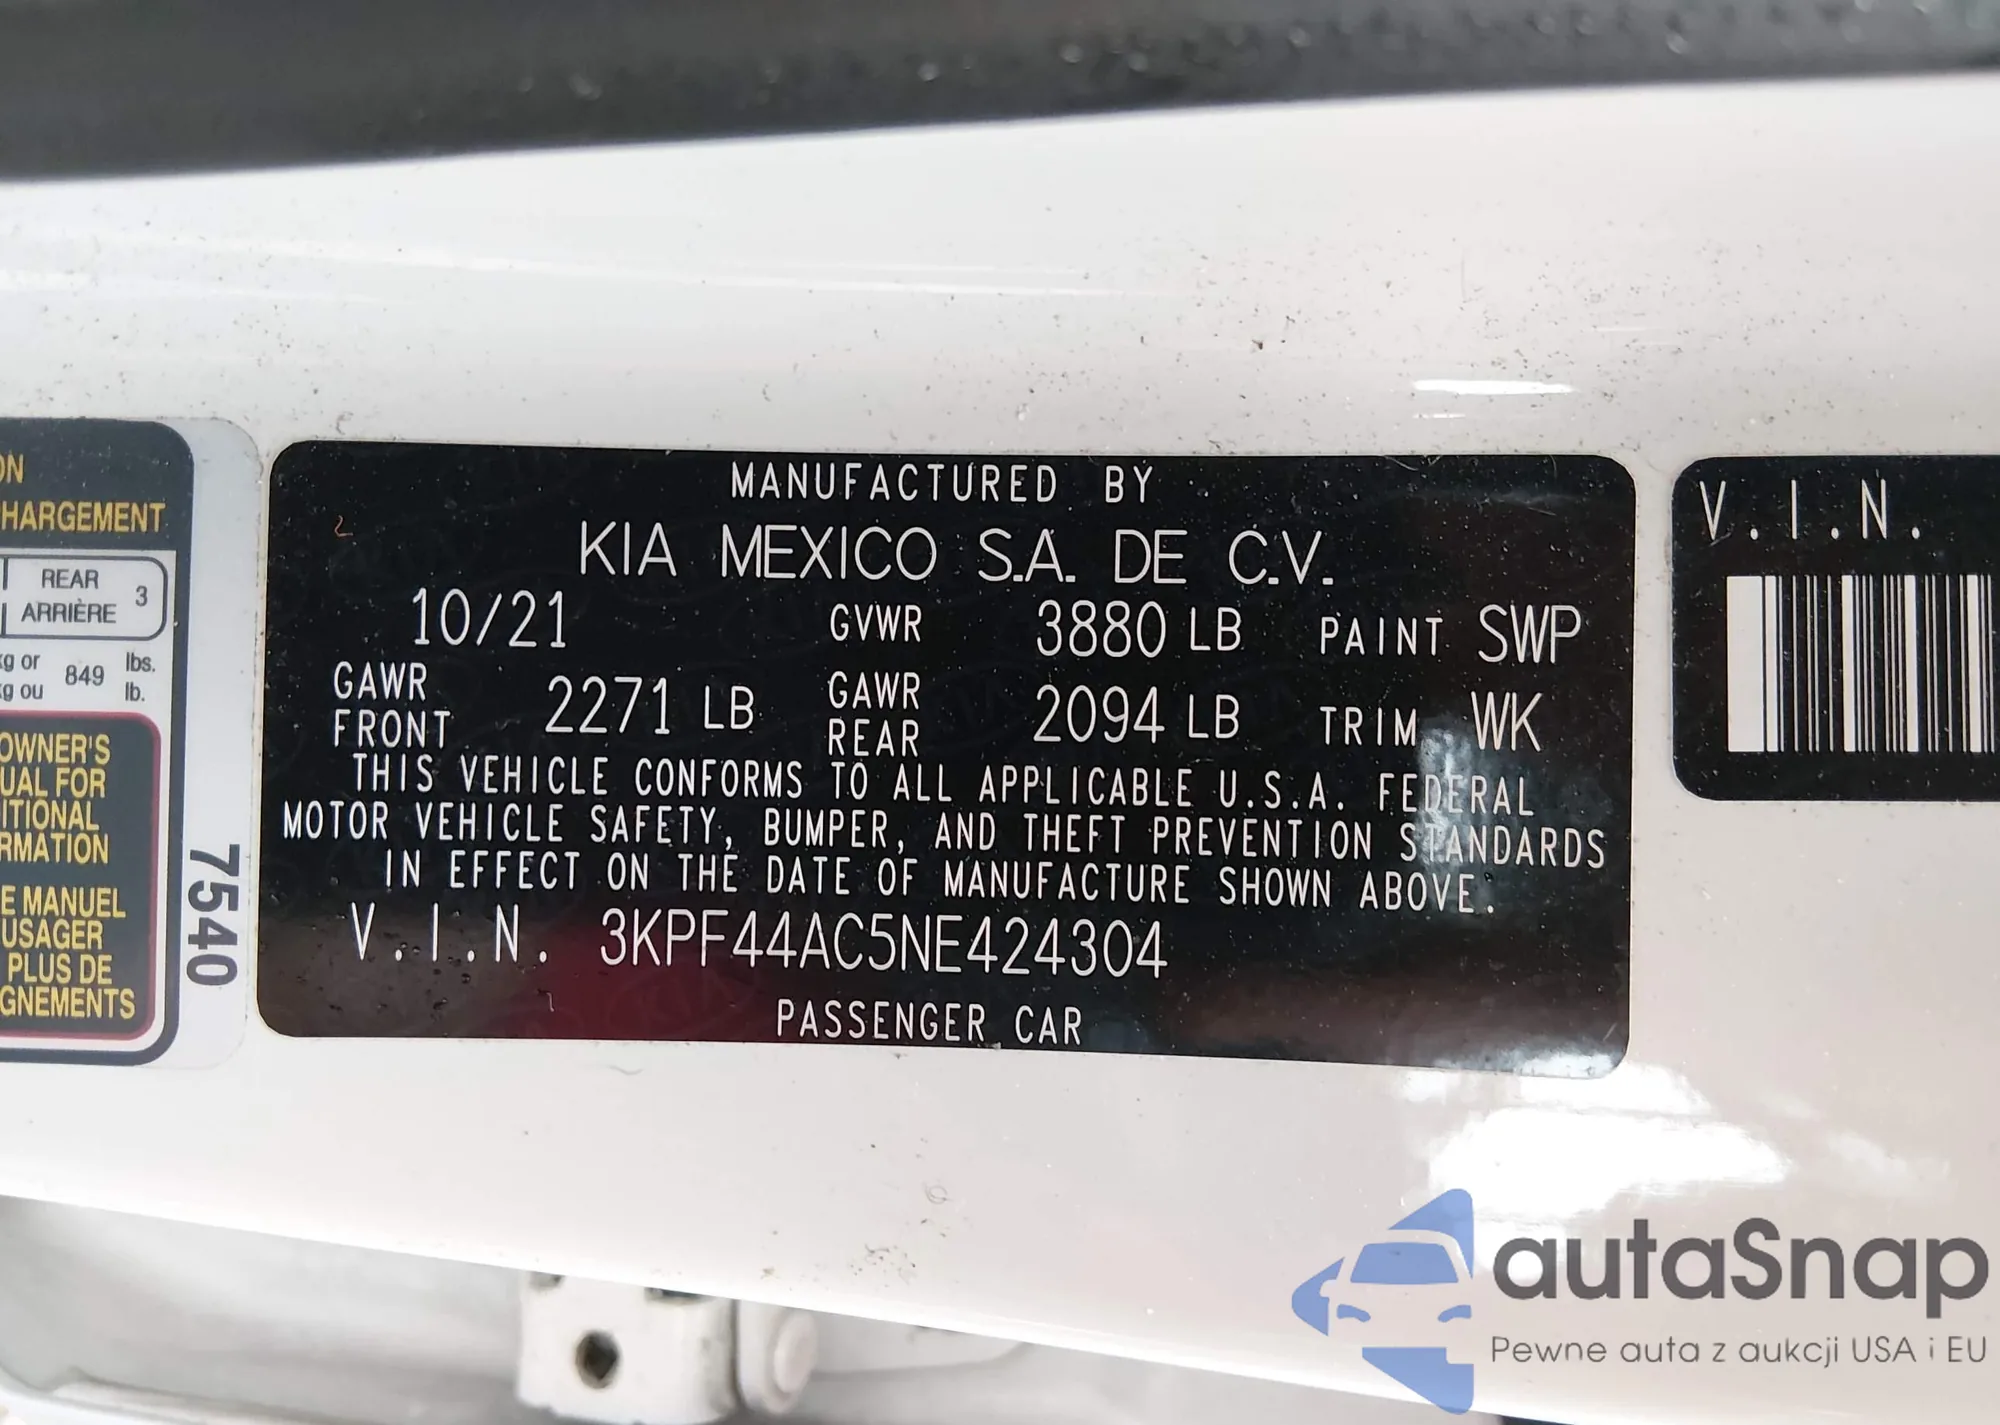 ON
HARGEMENT
REAR
ARRIÈRE
3
kg or
kg ou
849
lbs.
lb.
OWNER'S
UAL FOR
ITIONAL
RMATION
E MANUEL
USAGER
PLUS DE
GNEMENTS
7540
MANUFACTURED BY
KIA MEXICO S.A. DE C.V.
10/21 GVWR 3880 LB PAINT SWP
GAWR FRONT 2271 LB GAWR REAR 2094 LB TRIM WK
THIS VEHICLE CONFORMS TO ALL APPLICABLE U.S.A. FEDERAL
MOTOR VEHICLE SAFETY, BUMPER, AND THEFT PREVENTION STANDARDS
IN EFFECT ON THE DATE OF MANUFACTURE SHOWN ABOVE.
V.I.N. 3KPF44AC5NE424304
PASSENGER CAR
V.I.N.
autaSnap
Pewne auta z aukcji USA i EU